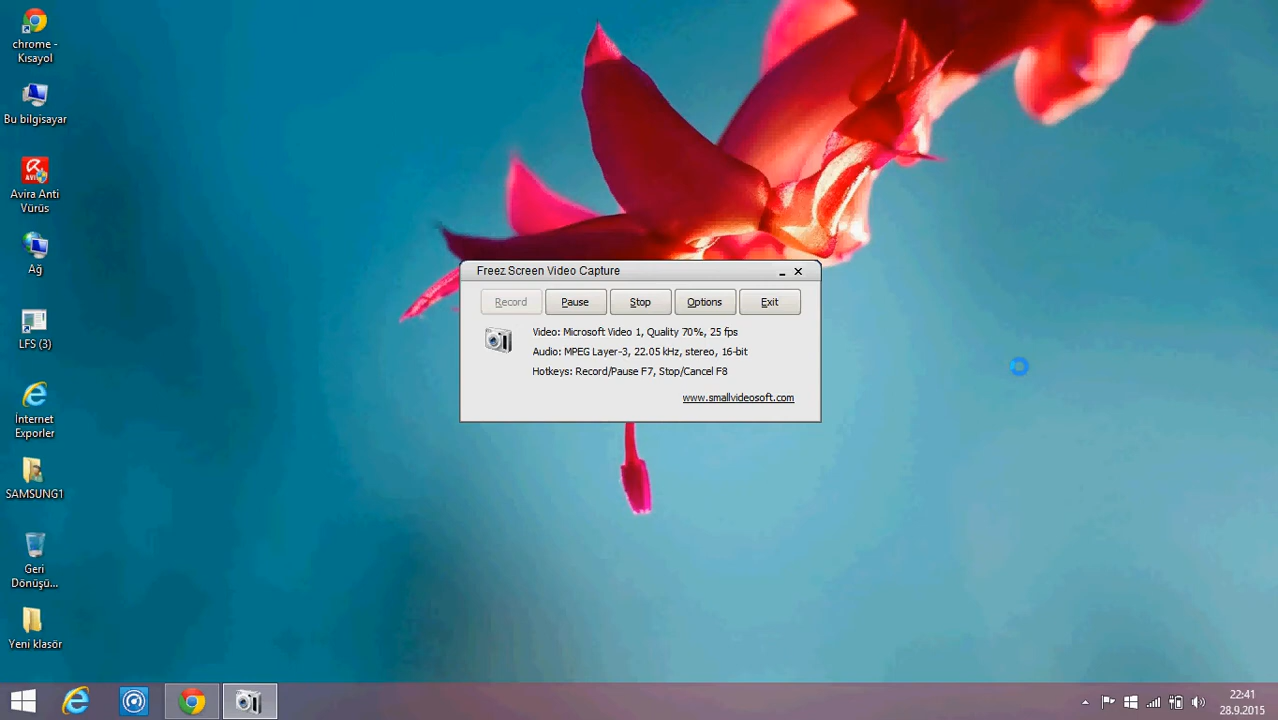 chrome -
Kısayol
Bu bilgisayar
Avira Anti
Vürüs
Ağ
LFS (3)
İnternet
Exporler
SAMSUNG1
Geri
Dönüşü...
Yeni klasör
Freez Screen Video Capture
Record Pause Stop Options Exit
Video: Microsoft Video 1, Quality 70%, 25 fps
Audio: MPEG Layer-3, 22.05 kHz, stereo, 16-bit
Hotkeys: Record/Pause F7, Stop/Cancel F8
www.smallvideosoft.com
22:41
28.9.2015